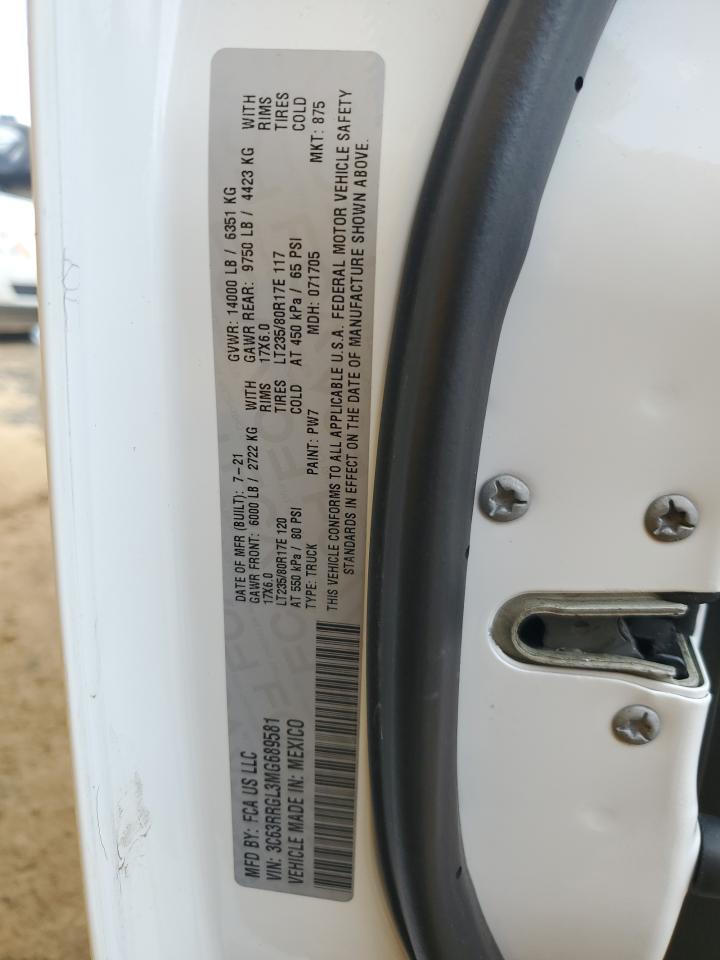 MFD BY: FCA US LLC
DATE OF MFR (BUILT): 7-21 GVWR: 14000 LB / 6351 KG
GAWR FRONT: 6000 LB / 2722 KG WITH GAWR REAR: 9750 LB / 4423 KG WITH
17X6.0 RIMS 17X6.0 RIMS
LT235/80R17E 120 TIRES LT235/80R17E 117 TIRES
AT 550 kPa / 80 PSI COLD AT 450 kPa / 65 PSI COLD
VIN: 3C63RRGL3MG689581
TYPE: TRUCK PAINT: PW7 MDH: 071705 MKT: 875
VEHICLE MADE IN: MEXICO
THIS VEHICLE CONFORMS TO ALL APPLICABLE U.S.A. FEDERAL MOTOR VEHICLE SAFETY
STANDARDS IN EFFECT ON THE DATE OF MANUFACTURE SHOWN ABOVE.